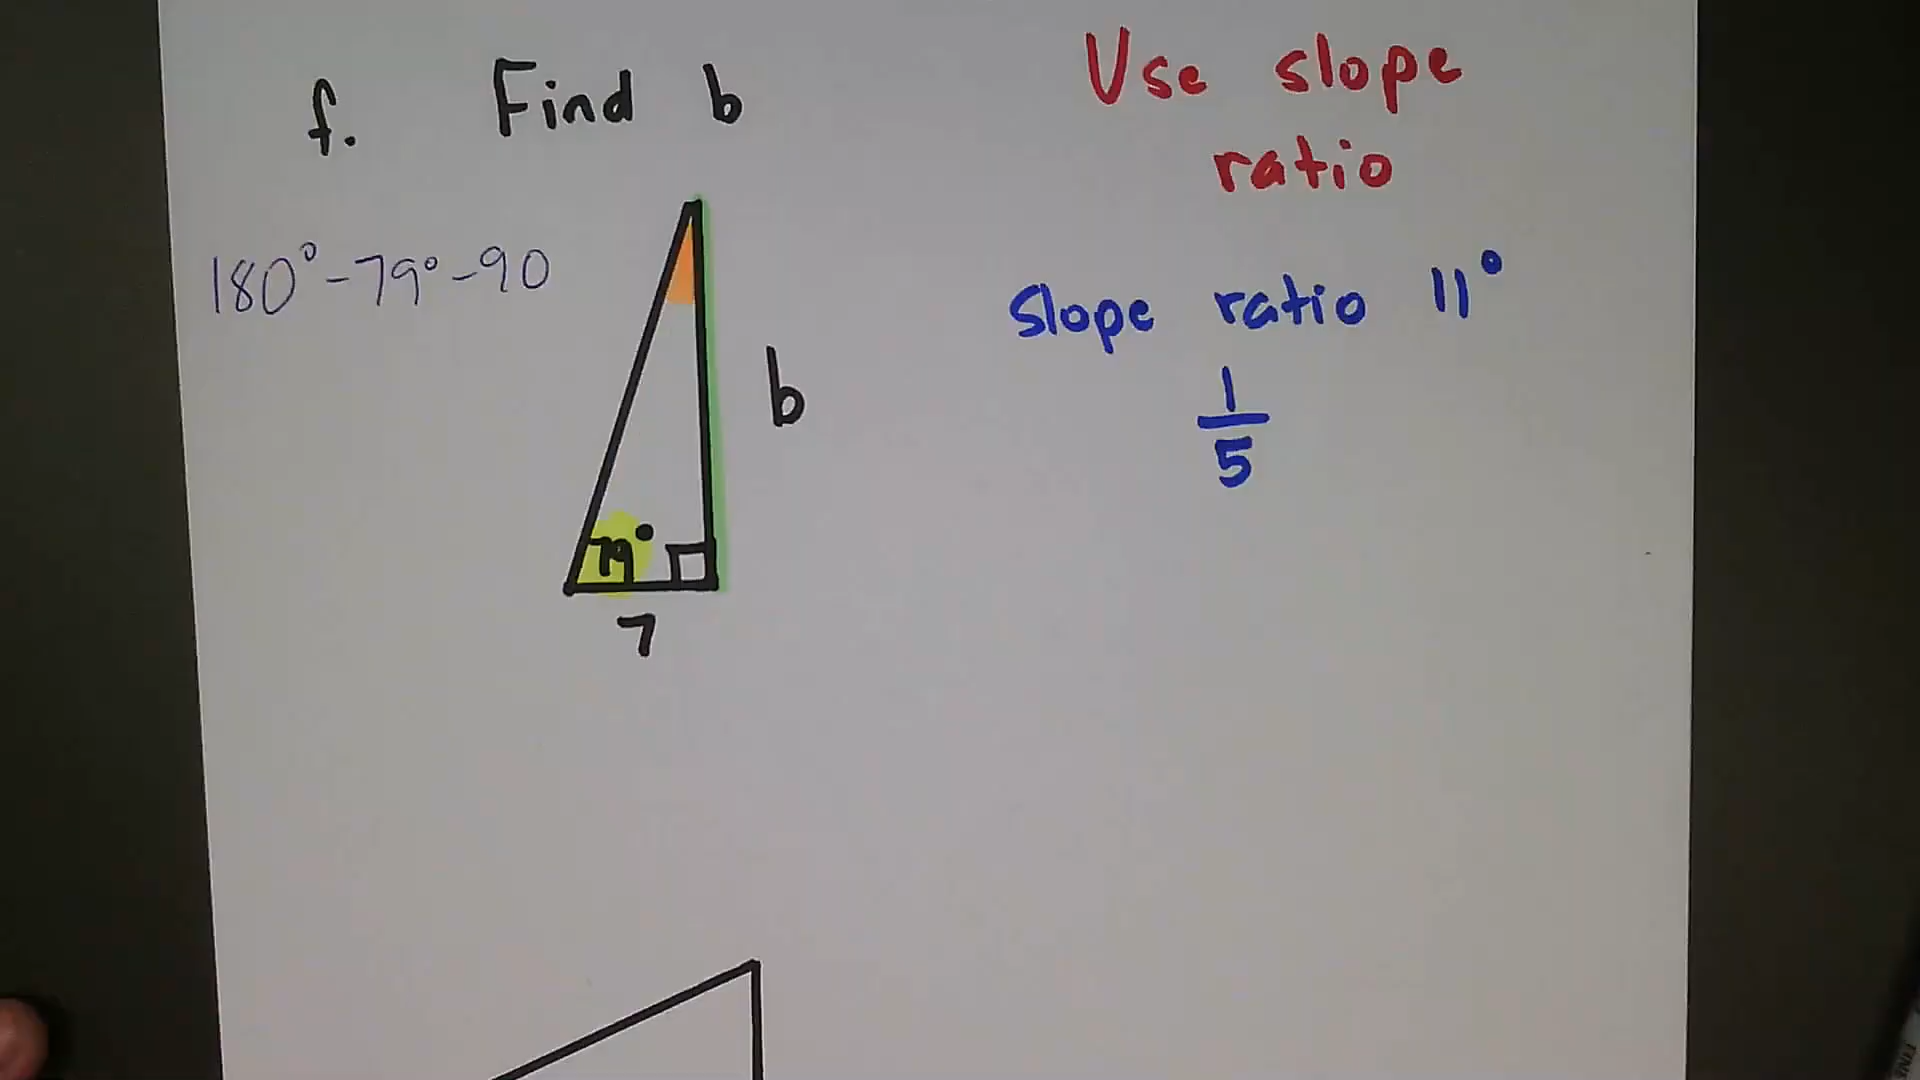 f. Find b
Use slope
ratio
180°-79°-90
slope ratio 11°
1
5
b
79°
7